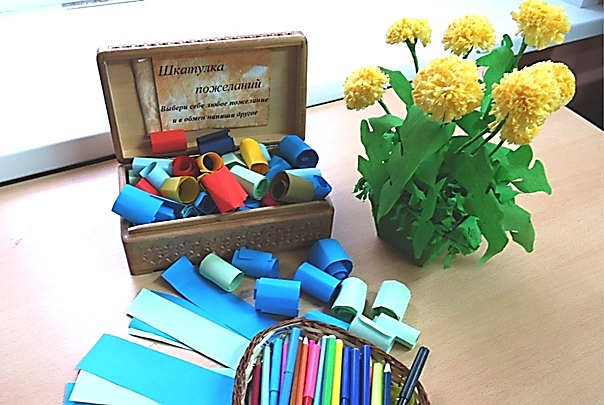 Шкатулка
пожеланий
Выбери себе любое пожелание
и в обмен напиши другое